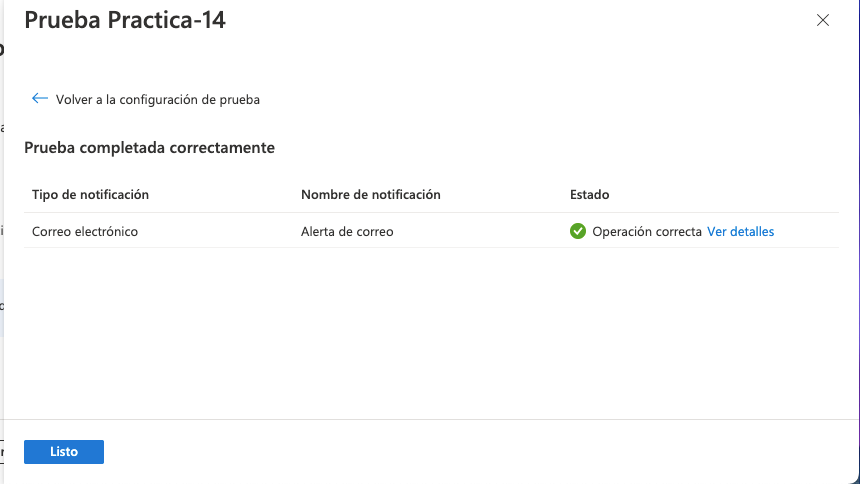 Prueba Practica-14
Volver a la configuración de prueba
Prueba completada correctamente
Tipo de notificación Nombre de notificación Estado
Correo electrónico Alerta de correo Operación correcta Ver detalles
Listo